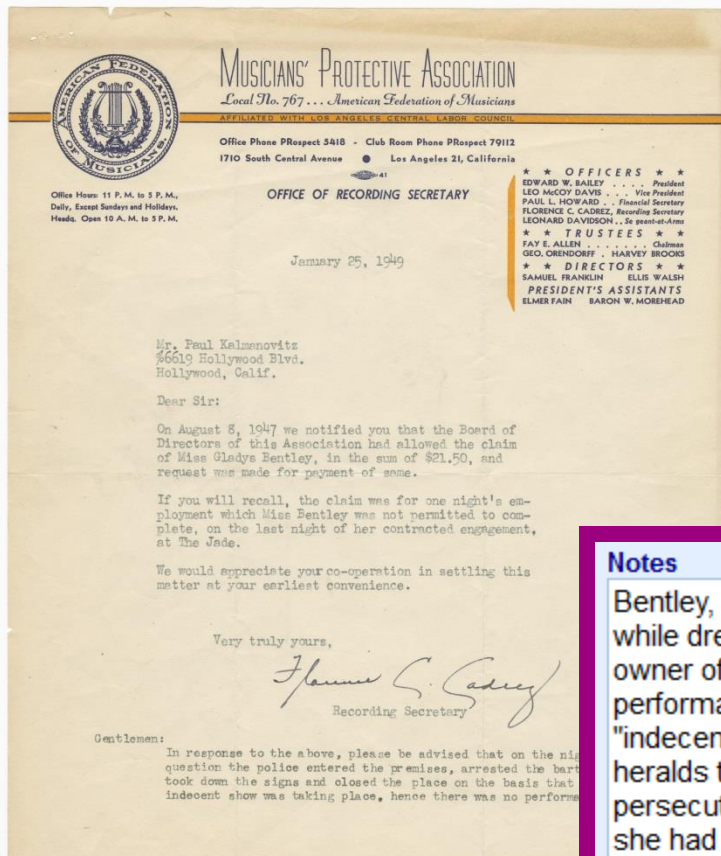 AMERICAN FEDERATION OF MUSICIANS
MUSICIANS' PROTECTIVE ASSOCIATION
Local No. 767 ... American Federation of Musicians
AFFILIATED WITH LOS ANGELES CENTRAL LABOR COUNCIL
Office Phone PRospect 5418 - Club Room Phone PRospect 79112
1710 South Central Avenue ● Los Angeles 21, California
41
OFFICE OF RECORDING SECRETARY
Office Hours: 11 P. M. to 5 P. M.,
Daily, Except Sundays and Holidays.
Headq. Open 10 A. M. to 5 P. M.
★ ★ OFFICERS ★ ★
EDWARD W. BAILEY . . . . President
LEO McCOY DAVIS . . . Vice President
PAUL L. HOWARD . . Financial Secretary
FLORENCE C. CADREZ, Recording Secretary
LEONARD DAVIDSON . . Se geant-at-Arms
★ ★ TRUSTEES ★ ★
FAY E. ALLEN . . . . . . . Chairman
GEO. ORENDORFF . HARVEY BROOKS
★ ★ DIRECTORS ★ ★
SAMUEL FRANKLIN ELLIS WALSH
PRESIDENT'S ASSISTANTS
ELMER FAIN BARON W. MOREHEAD
January 25, 1949
Mr. Paul Kalmanovitz
%6619 Hollywood Blvd.
Hollywood, Calif.
Dear Sir:
On August 8, 1947 we notified you that the Board of
Directors of this Association had allowed the claim
of Miss Gladys Bentley, in the sum of $21.50, and
request was made for payment of same.
If you will recall, the claim was for one night's em-
ployment which Miss Bentley was not permitted to com-
plete, on the last night of her contracted engagement,
at The Jade.
We would appreciate your co-operation in settling this
matter at your earliest convenience.
Very truly yours,
Florence C. Cadrez
Recording Secretary
Gentlemen:
In response to the above, please be advised that on the nig
question the police entered the premises, arrested the bart
took down the signs and closed the place on the basis that
indecent show was taking place, hence there was no performa
Notes
Bentley,
while dre
owner of
performa
"indecen
heralds t
persecut
she had